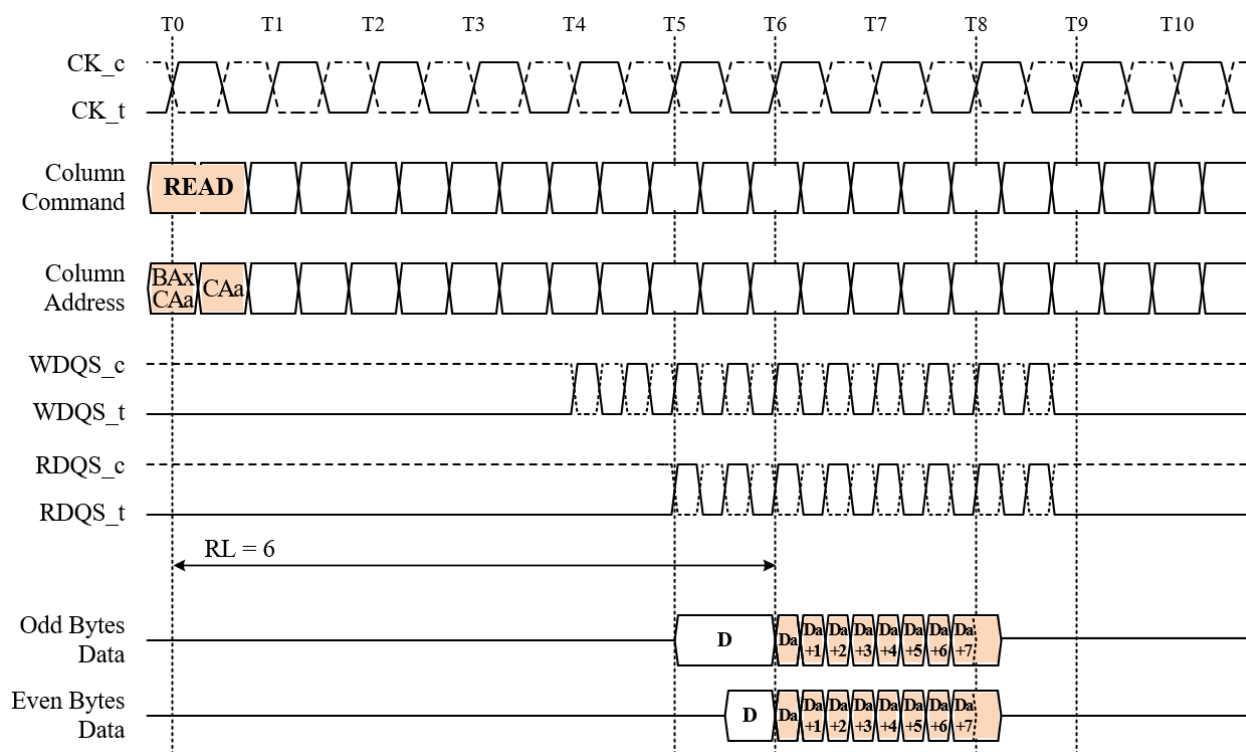 T0 T1 T2 T3 T4 T5 T6 T7 T8 T9 T10
CK_c
CK_t
Column
Command
READ
Column
Address
BAx
CAa
CAa
WDQS_c
WDQS_t
RDQS_c
RDQS_t
RL = 6
Odd Bytes
Data
D
Da
Da
+1
Da
+2
Da
+3
Da
+4
Da
+5
Da
+6
Da
+7
Even Bytes
Data
D
Da
Da
+1
Da
+2
Da
+3
Da
+4
Da
+5
Da
+6
Da
+7